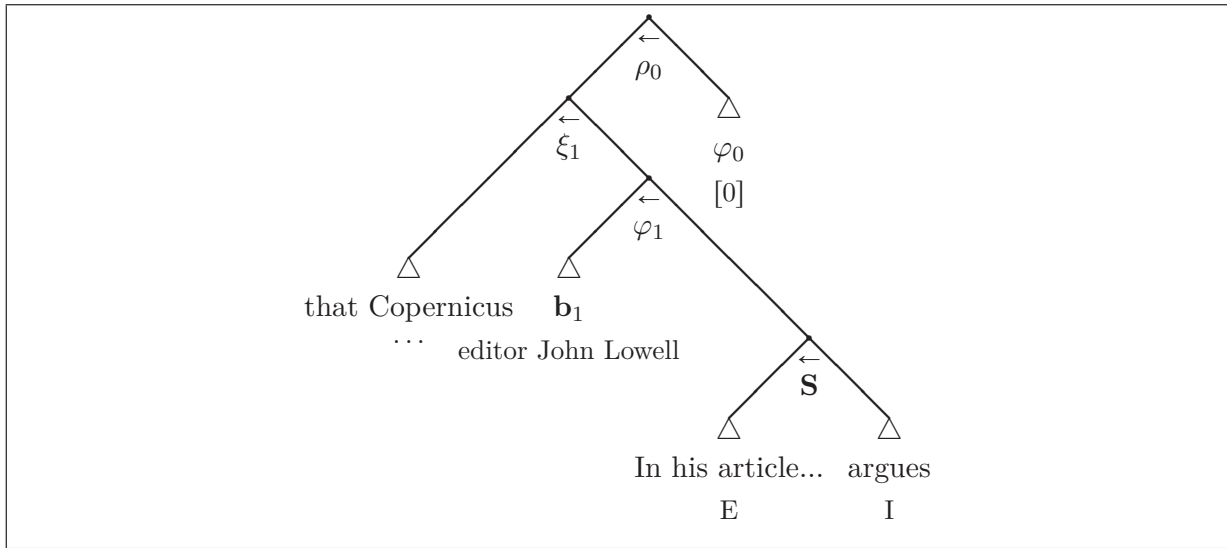 ←
ρ₀
←
ξ₁
φ₀
[0]
←
φ₁
that Copernicus b₁
... editor John Lowell
←
S
In his article... argues
E I